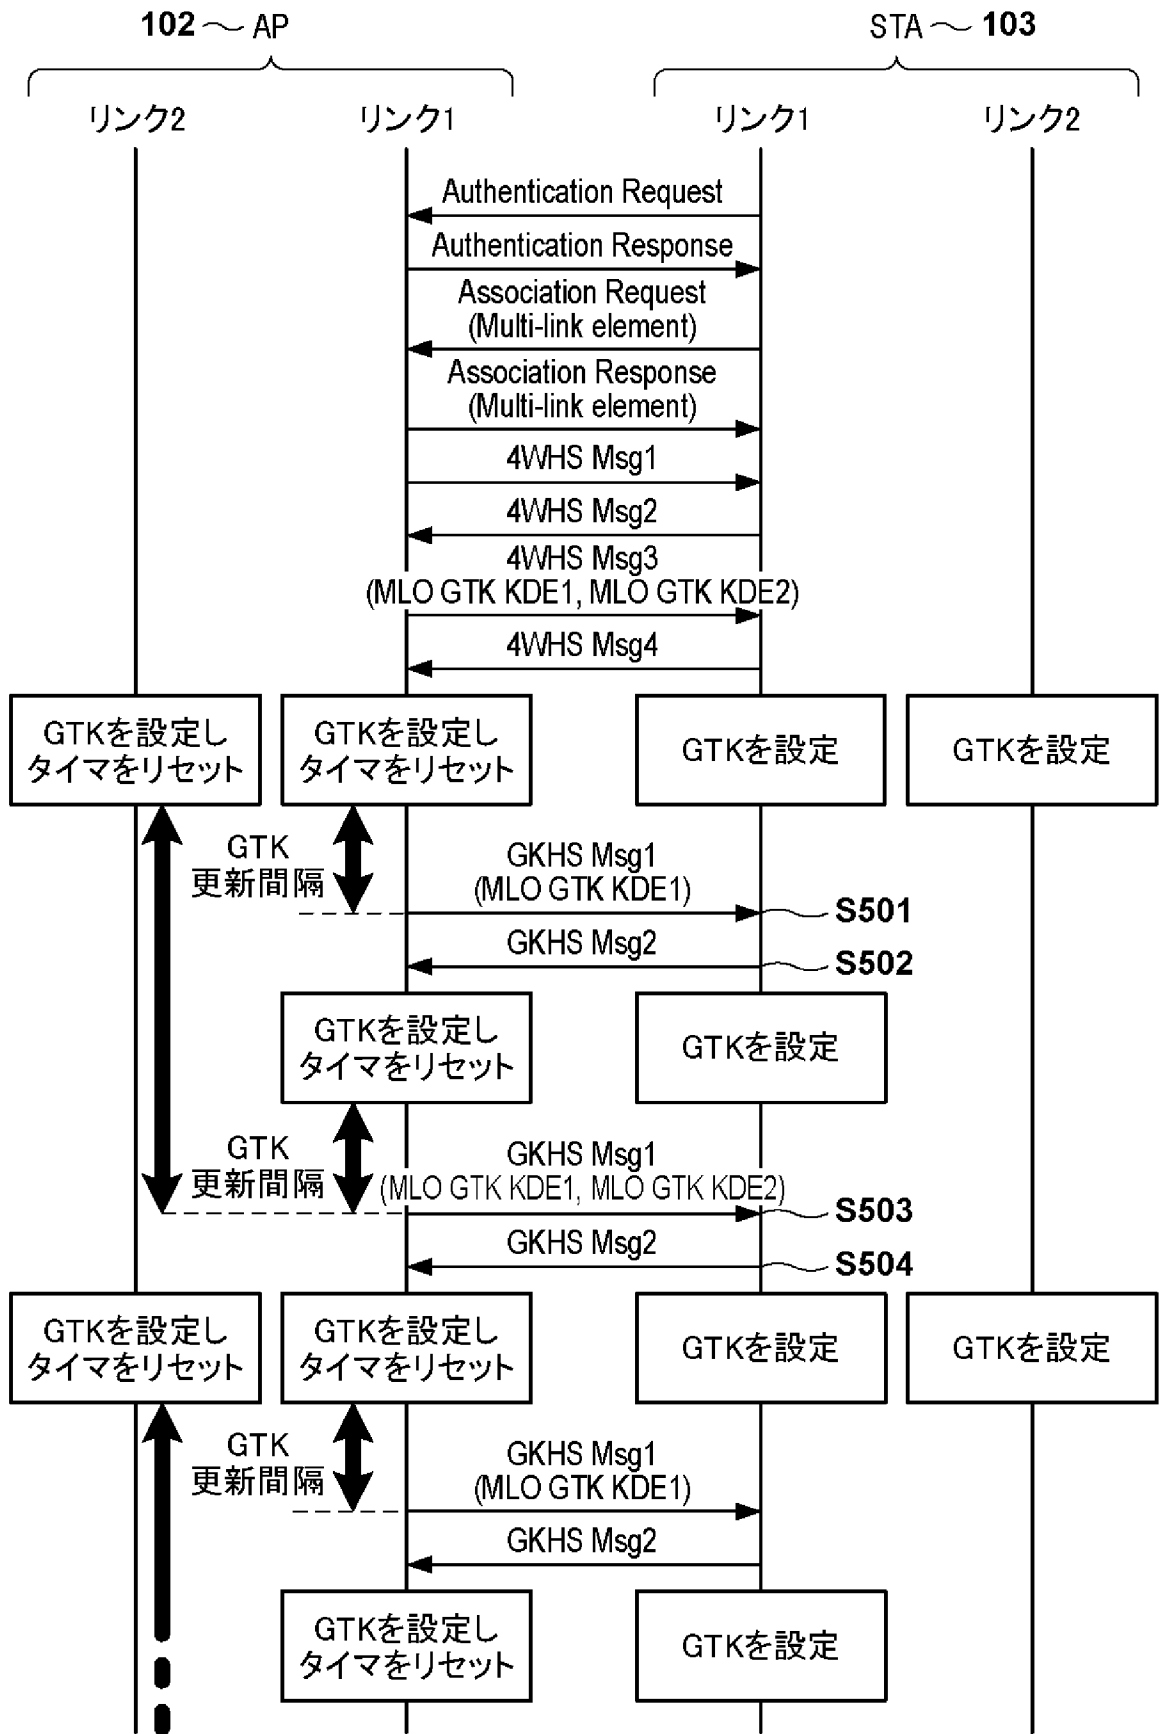 102 AP
STA 103
リンク2
リンク1
リンク1
リンク2
Authentication Request
Authentication Response
Association Request
(Multi-link element)
Association Response
(Multi-link element)
4WHS Msg1
4WHS Msg2
4WHS Msg3
(MLO GTK KDE1, MLO GTK KDE2)
4WHS Msg4
GTKを設定し
タイマをリセット
GTKを設定し
タイマをリセット
GTKを設定
GTKを設定
GTK
更新間隔
GKHS Msg1
(MLO GTK KDE1)
S501
GKHS Msg2
S502
GTKを設定し
タイマをリセット
GTKを設定
GTK
更新間隔
GKHS Msg1
(MLO GTK KDE1, MLO GTK KDE2)
S503
GKHS Msg2
S504
GTKを設定し
タイマをリセット
GTKを設定し
タイマをリセット
GTKを設定
GTKを設定
GTK
更新間隔
GKHS Msg1
(MLO GTK KDE1)
GKHS Msg2
GTKを設定し
タイマをリセット
GTKを設定